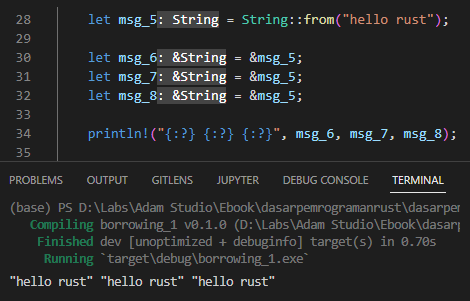 28 let msg_5: String = String::from("hello rust");
29
30 let msg_6: &String = &msg_5;
31 let msg_7: &String = &msg_5;
32 let msg_8: &String = &msg_5;
33
34 println!("{:?} {:?} {:?}", msg_6, msg_7, msg_8);
35
PROBLEMS OUTPUT GITLENS JUPYTER DEBUG CONSOLE TERMINAL
(base) PS D:\Labs\Adam Studio\Ebook\dasarpemrogramanrust\dasarpem
Compiling borrowing_1 v0.1.0 (D:\Labs\Adam Studio\Ebook\dasar
Finished dev [unoptimized + debuginfo] target(s) in 0.70s
Running `target\debug\borrowing_1.exe`
"hello rust" "hello rust" "hello rust"